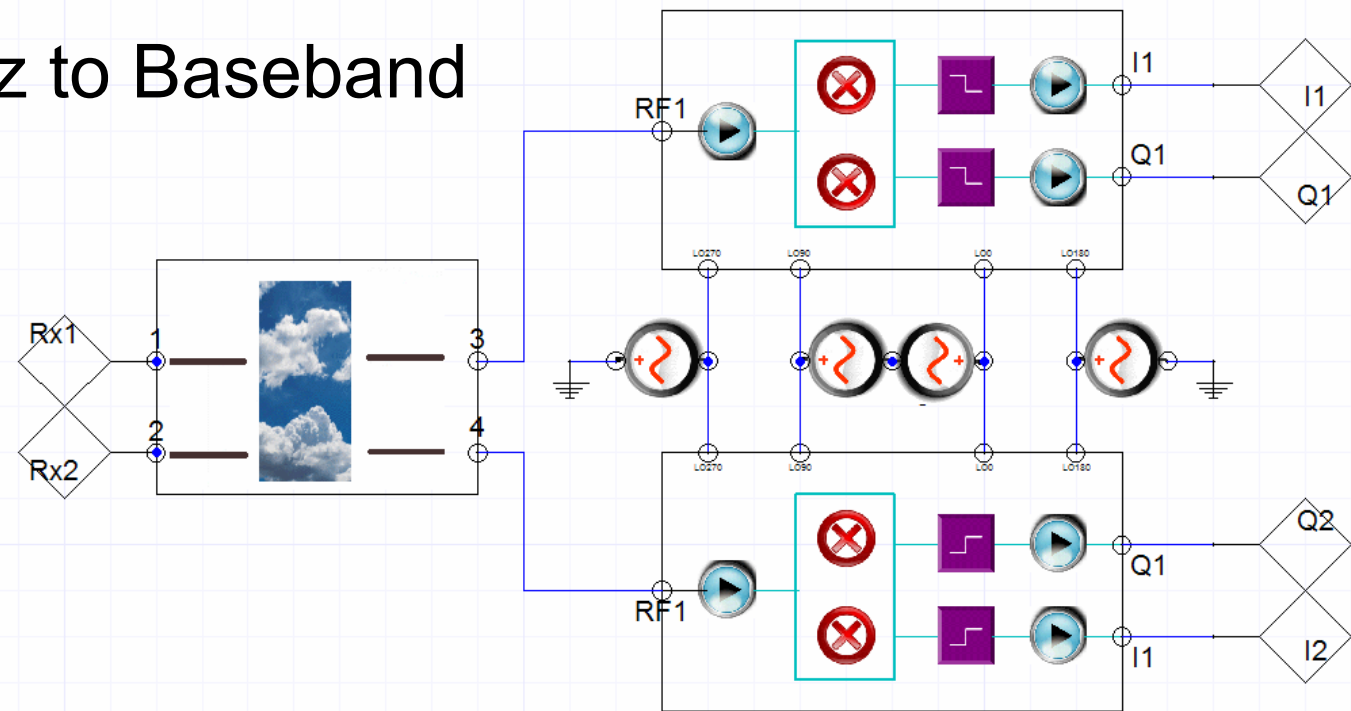 z to Baseband
I1
RF1
I1
Q1
Q1
LO270 LO90 LO0 LO180
Rx1
1
3
2
4
Rx2
LO270 LO90 LO0 LO180
Q2
Q1
RF1
I1
I2